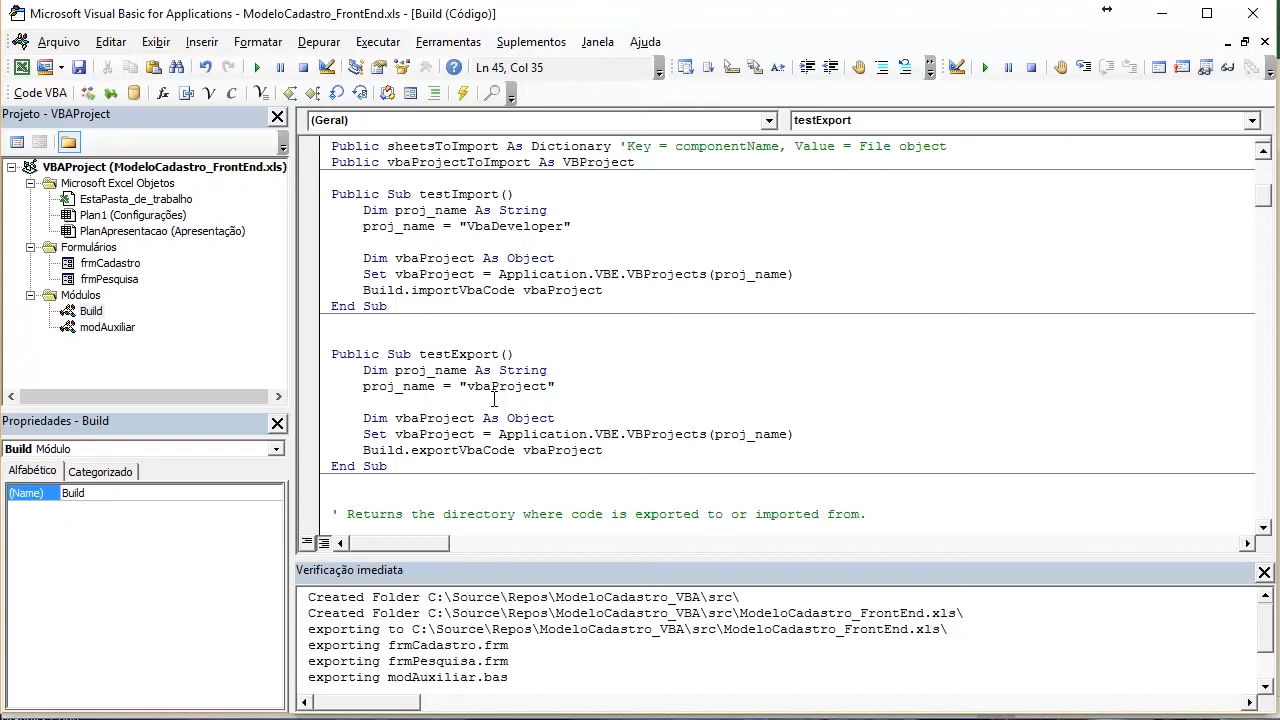 Microsoft Visual Basic for Applications - ModeloCadastro_FrontEnd.xls - [Build (Código)]
Arquivo Editar Exibir Inserir Formatar Depurar Executar Ferramentas Suplementos Janela Ajuda
Ln 45, Col 35
Code VBA
Projeto - VBAProject
VBAProject (ModeloCadastro_FrontEnd.xls)
Microsoft Excel Objetos
EstaPasta_de_trabalho
Plan1 (Configurações)
PlanApresentacao (Apresentação)
Formulários
frmCadastro
frmPesquisa
Módulos
Build
modAuxiliar
Propriedades - Build
Build Módulo
Alfabético Categorizado
(Name) Build
(Geral) testExport
Public sheetsToImport As Dictionary 'Key = componentName, Value = File object
Public vbaProjectToImport As VBProject
Public Sub testImport()
Dim proj_name As String
proj_name = "VbaDeveloper"
Dim vbaProject As Object
Set vbaProject = Application.VBE.VBProjects(proj_name)
Build.importVbaCode vbaProject
End Sub
Public Sub testExport()
Dim proj_name As String
proj_name = "vbaProject"
Dim vbaProject As Object
Set vbaProject = Application.VBE.VBProjects(proj_name)
Build.exportVbaCode vbaProject
End Sub
' Returns the directory where code is exported to or imported from.
Verificação imediata
Created Folder C:\Source\Repos\ModeloCadastro_VBA\src\
Created Folder C:\Source\Repos\ModeloCadastro_VBA\src\ModeloCadastro_FrontEnd.xls\
exporting to C:\Source\Repos\ModeloCadastro_VBA\src\ModeloCadastro_FrontEnd.xls\
exporting frmCadastro.frm
exporting frmPesquisa.frm
exporting modAuxiliar.bas